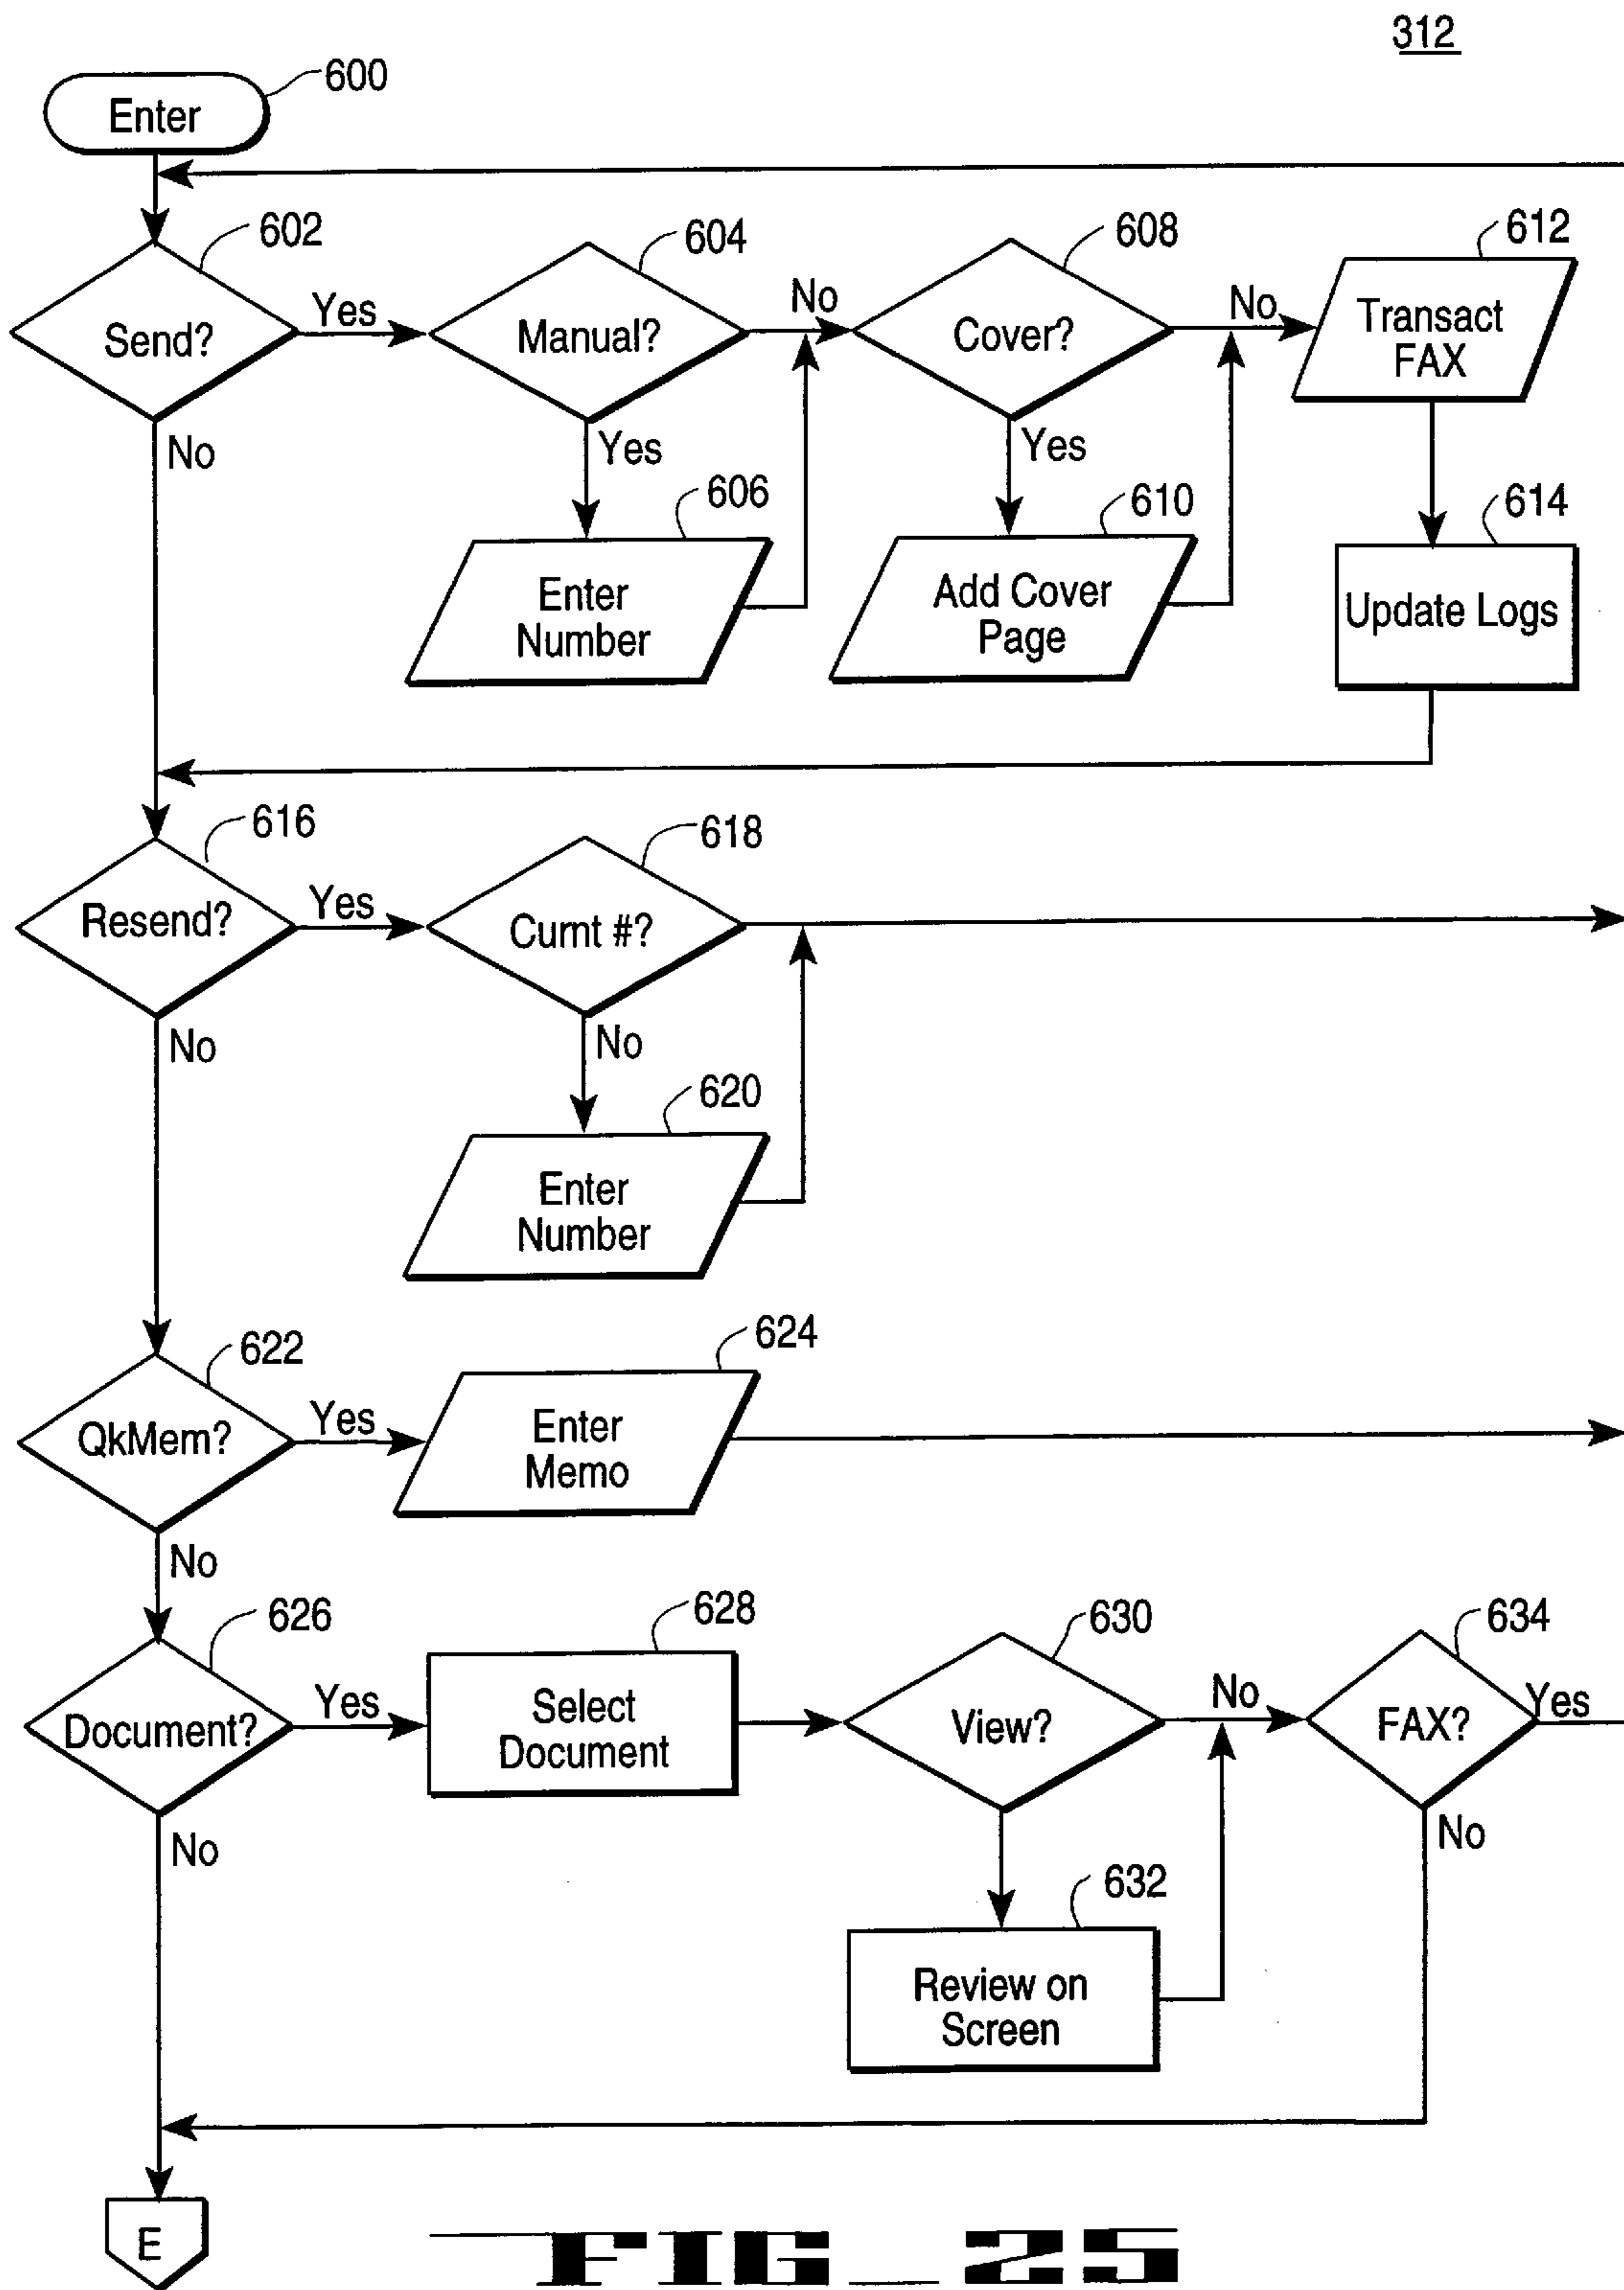 312
600
Enter
602
Send?
Yes
No
604
Manual?
No
Yes
606
Enter
Number
608
Cover?
No
Yes
610
Add Cover
Page
612
Transact
FAX
614
Update Logs
616
Resend?
Yes
No
618
Curnt #?
No
620
Enter
Number
622
QkMem?
Yes
No
624
Enter
Memo
626
Document?
Yes
No
628
Select
Document
630
View?
No
632
Review on
Screen
634
FAX?
Yes
No
E
FIG_25